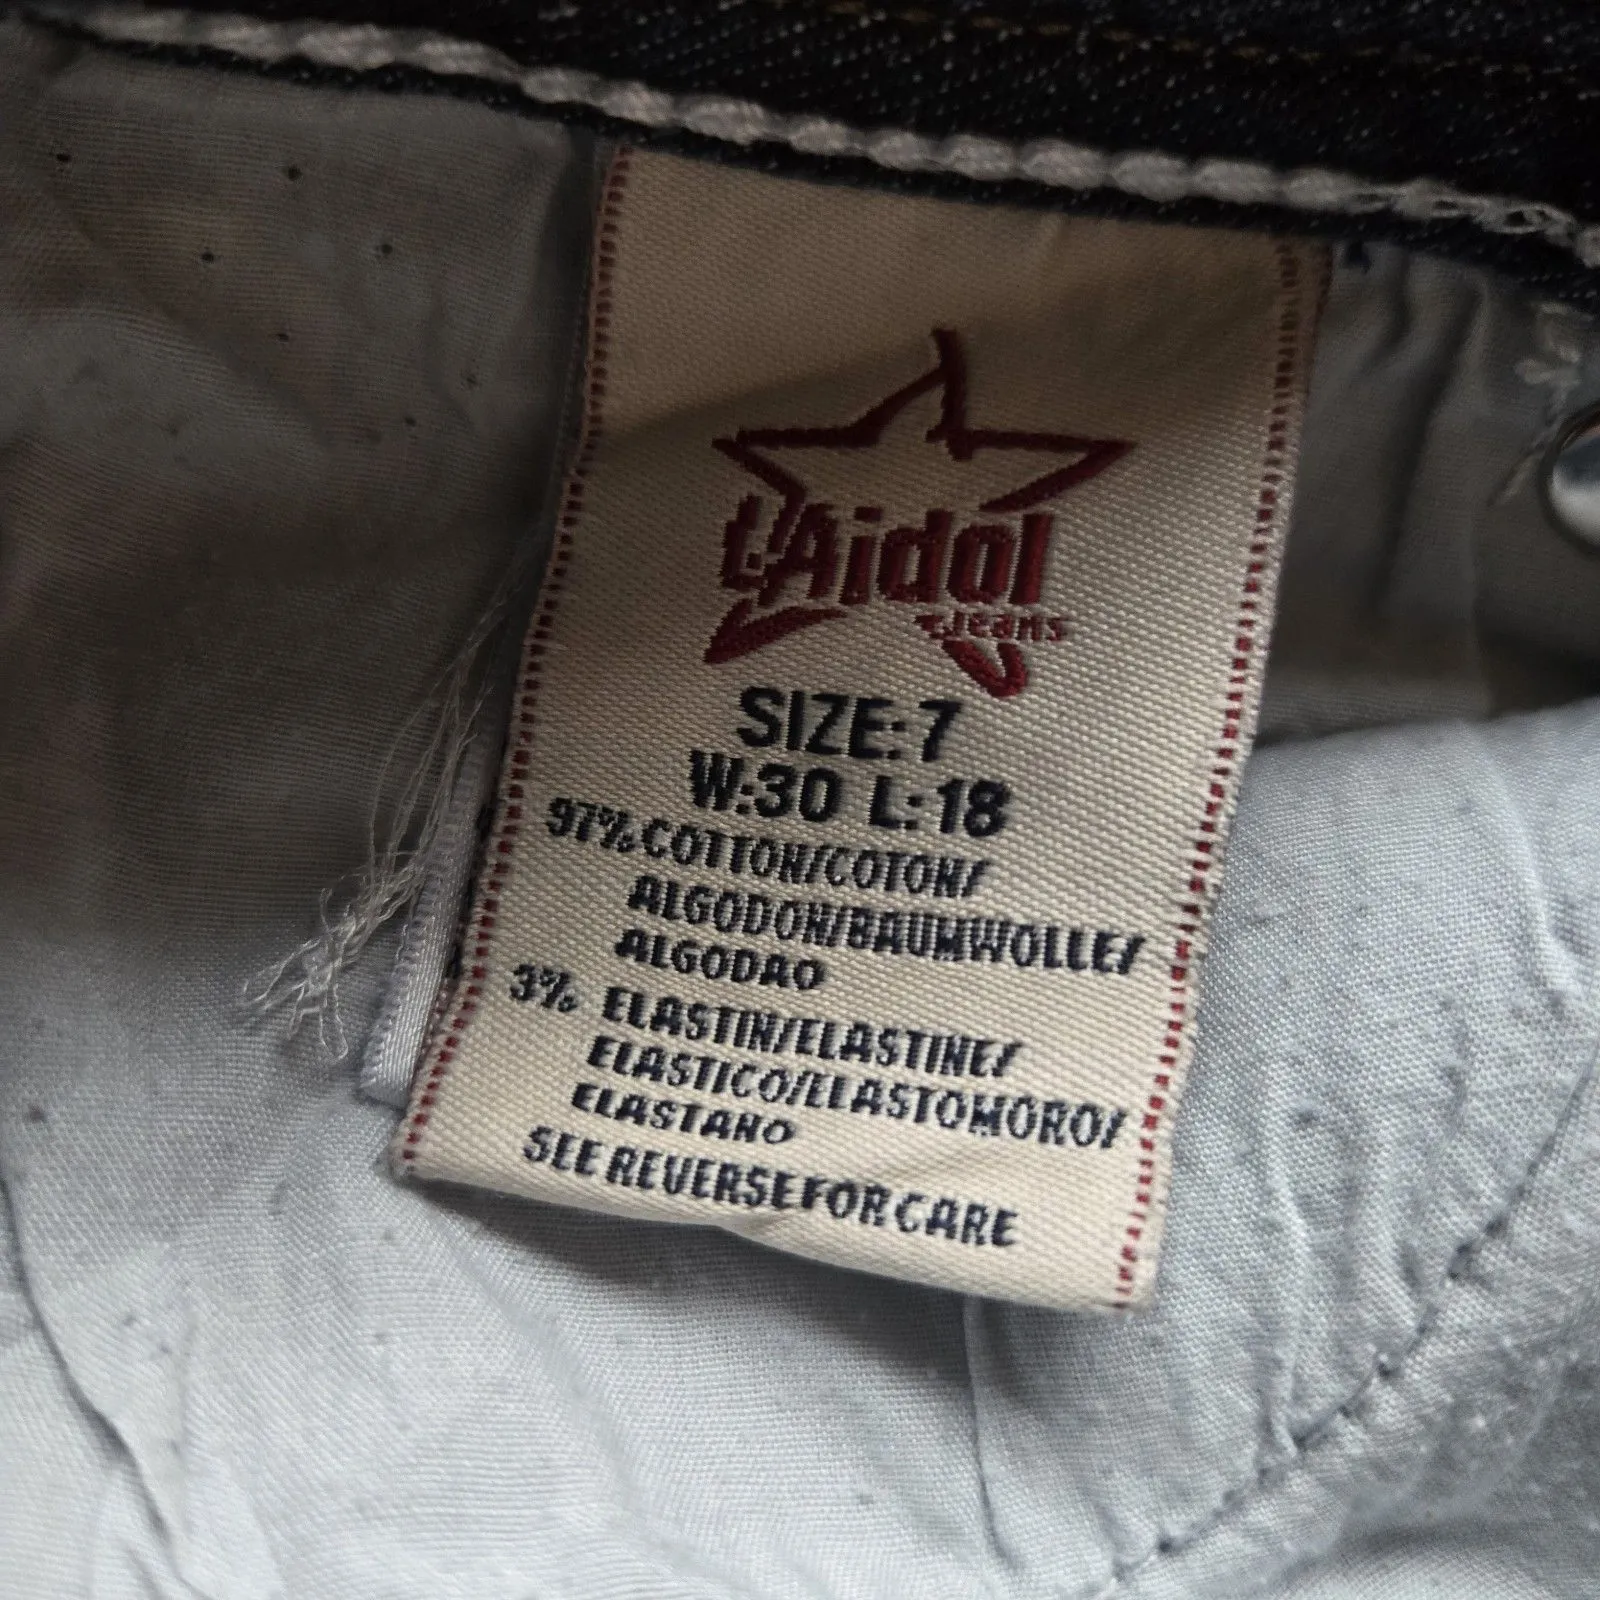 L.A.idol
Jeans
SIZE:7
W:30 L:18
97% COTTON/COTON/
ALGODON/BAUMWOLLE/
ALGODAO
3% ELASTIN/ELASTINE/
ELASTICO/ELASTOMORO/
ELASTANO
SEE REVERSE FOR CARE